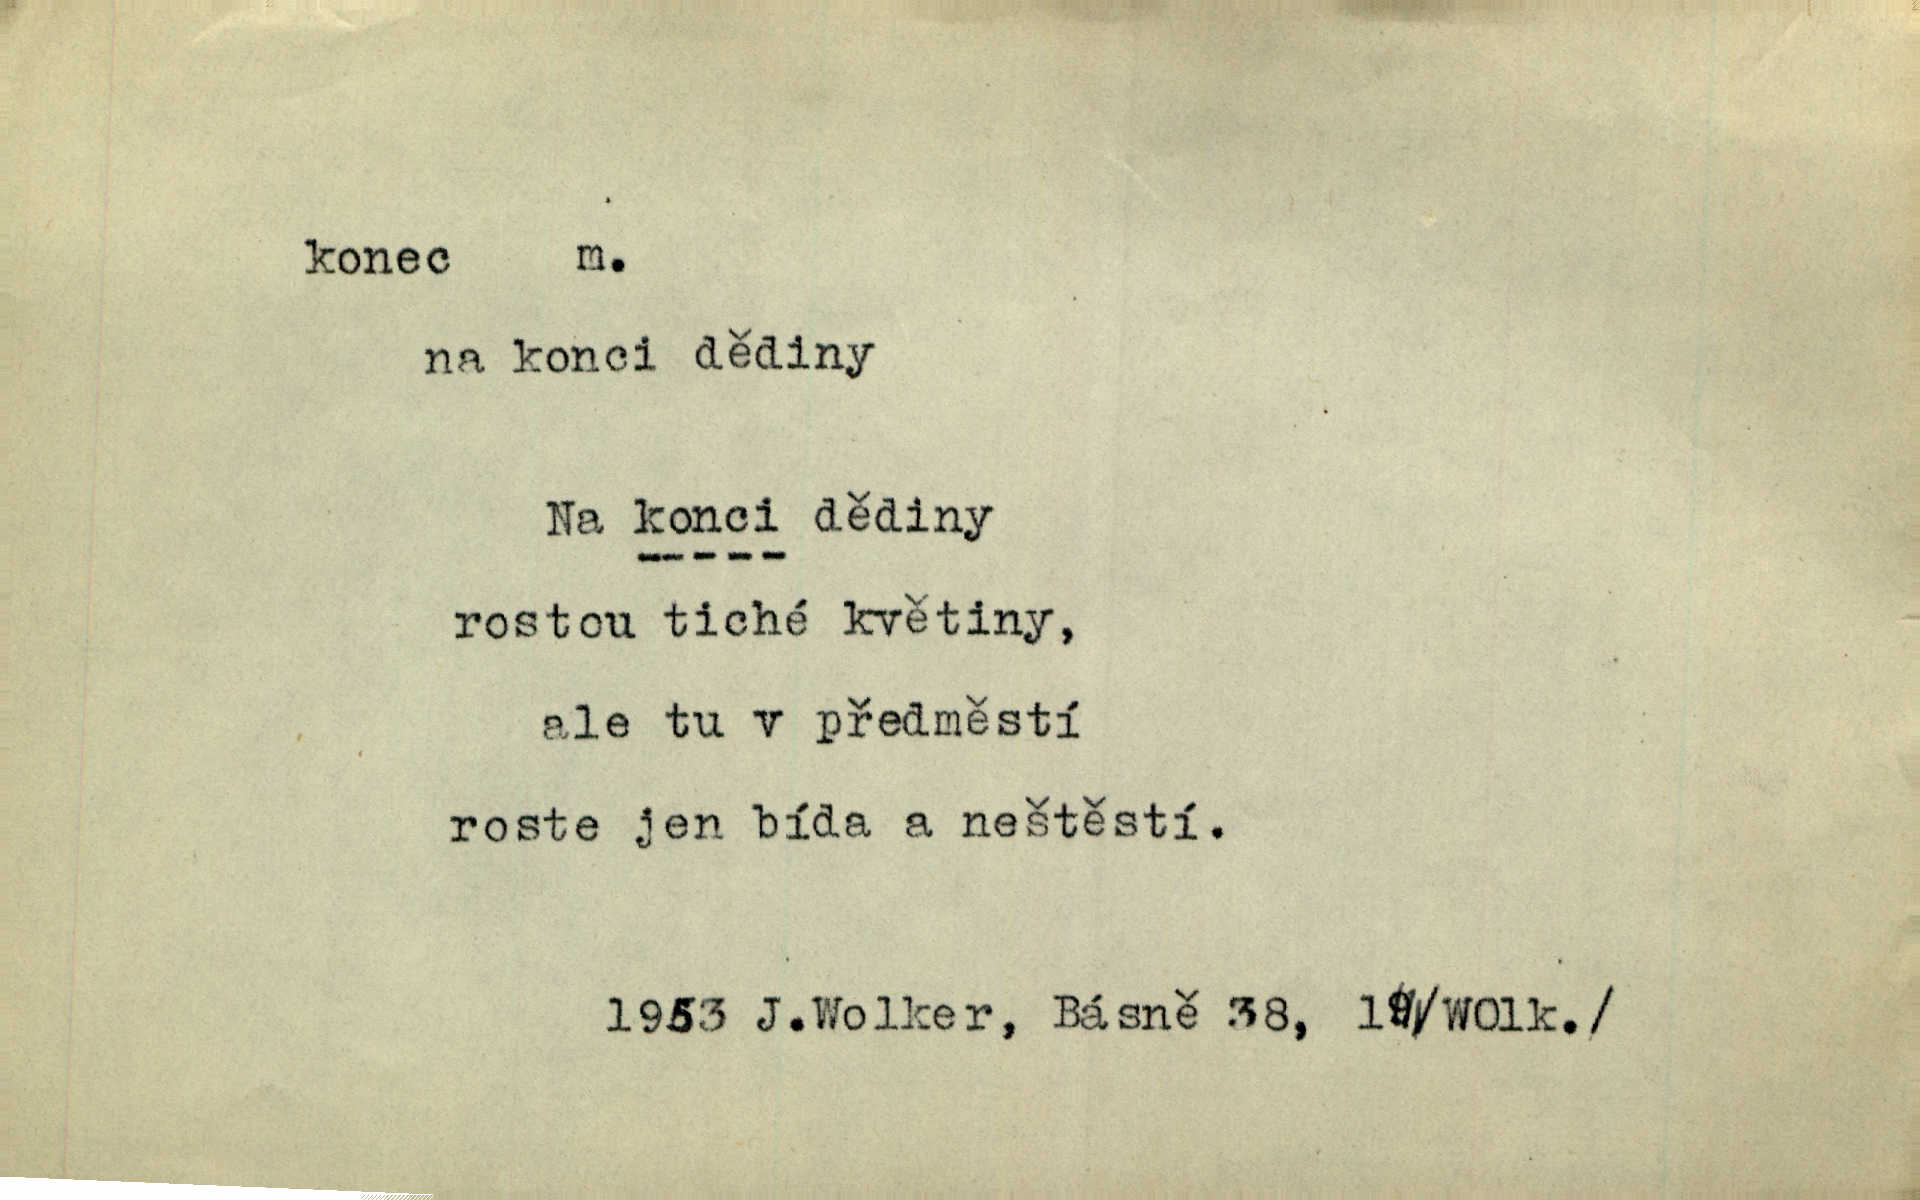 konec m.
na konci dědiny
Na konci dědiny
rostou tiché květiny,
ale tu v předměstí
roste jen bída a neštěstí.
1953 J.Wolker, Básně 38, /WOlk./